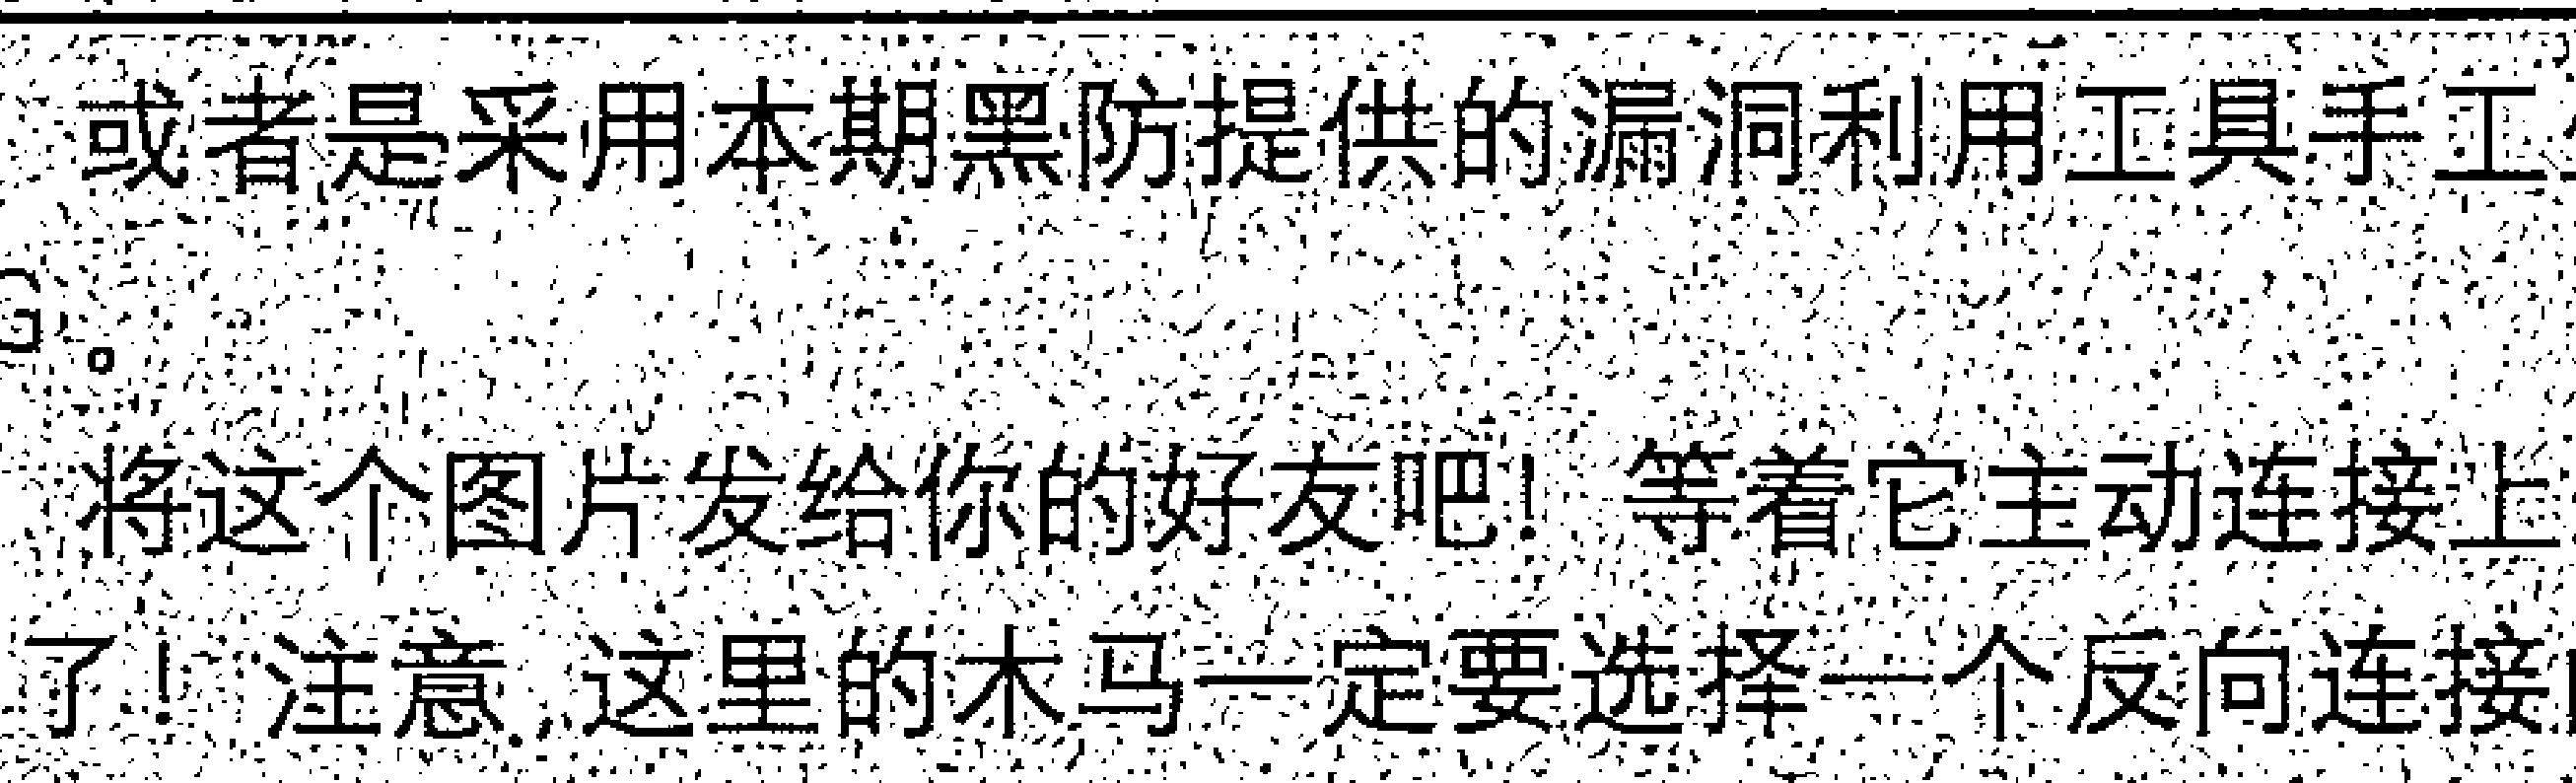 或者是采用本期黑防提供的漏洞利用工具手工
。
将这个图片发给你的好友吧！等着它主动连接上
了！注意，这里的木马一定要选择一个反向连接